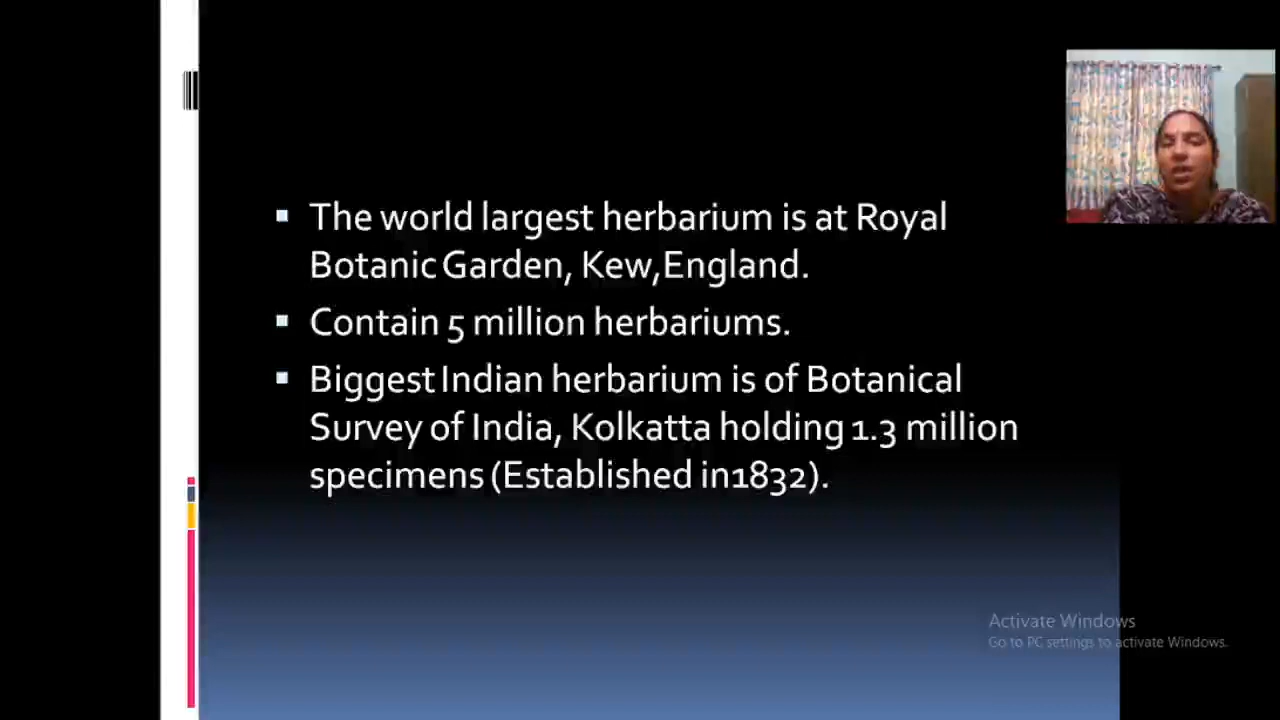 The world largest herbarium is at Royal
Botanic Garden, Kew,England.
Contain 5 million herbariums.
Biggest Indian herbarium is of Botanical
Survey of India, Kolkatta holding 1.3 million
specimens (Established in1832).
Activate Windows
Go to PC settings to activate Windows.